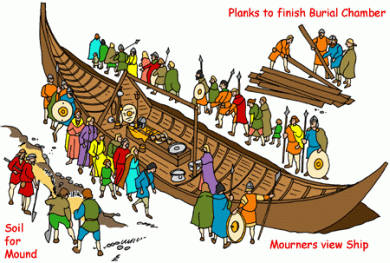 Planks to finish Burial Chamber
Soil
for
Mound
Mourners view Ship